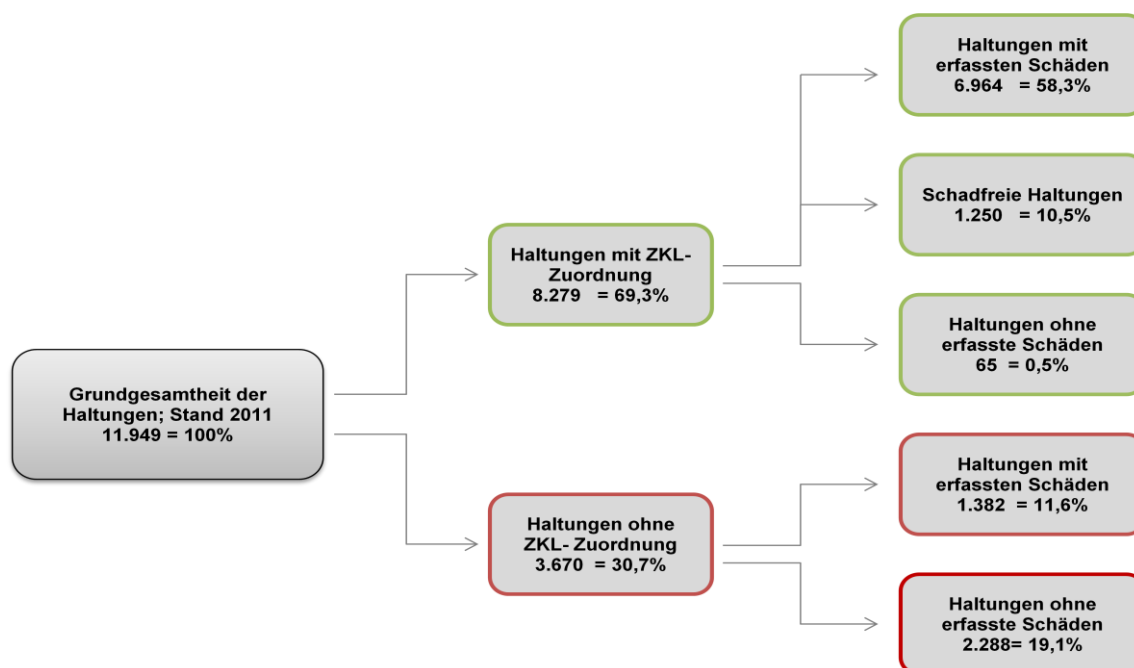 Grundgesamtheit der
Haltungen; Stand 2011
11.949 = 100%
Haltungen mit ZKL-
Zuordnung
8.279 = 69,3%
Haltungen ohne
ZKL- Zuordnung
3.670 = 30,7%
Haltungen mit
erfassten Schäden
6.964 = 58,3%
Schadfreie Haltungen
1.250 = 10,5%
Haltungen ohne
erfasste Schäden
65 = 0,5%
Haltungen mit
erfassten Schäden
1.382 = 11,6%
Haltungen ohne
erfasste Schäden
2.288= 19,1%